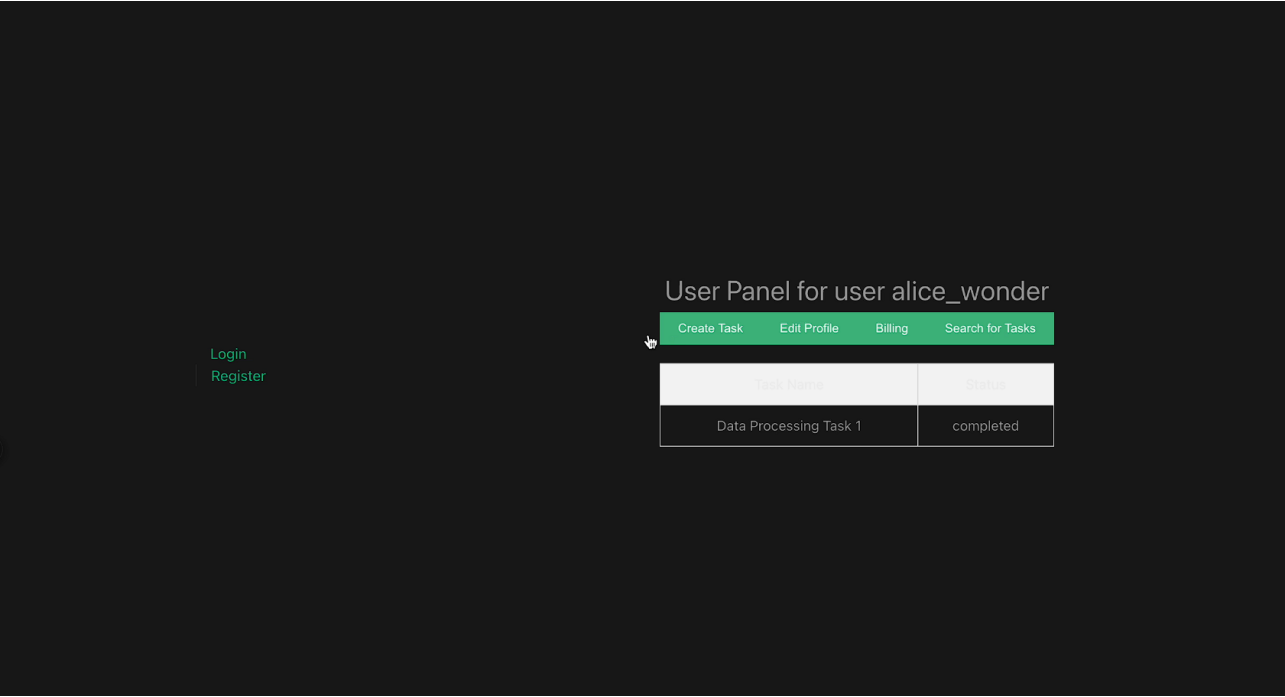 Login
Register
User Panel for user alice_wonder
Create Task Edit Profile Billing Search for Tasks
Task Name Status
Data Processing Task 1 completed